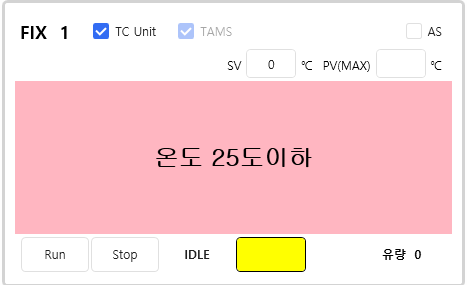 FIX 1 TC Unit TAMS AS
SV 0 ℃ PV(MAX) ℃
온도 25도이하
Run Stop IDLE 유량 0